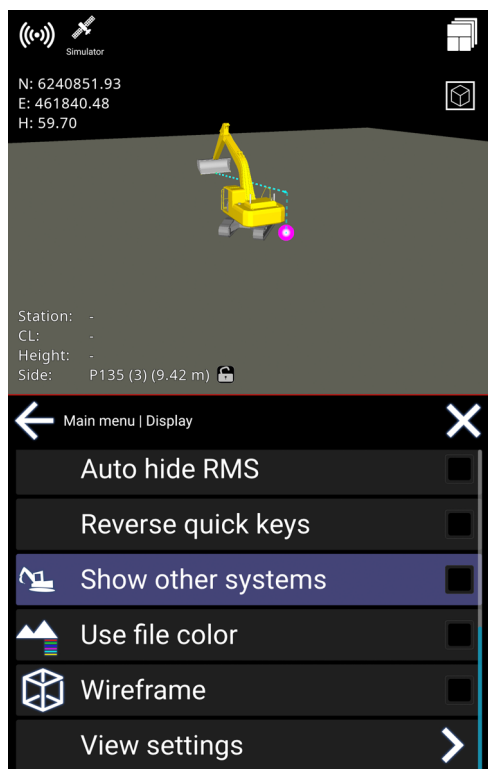 Simulator
N: 6240851.93
E: 461840.48
H: 59.70
Station: -
CL: -
Height: -
Side: P135 (3) (9.42 m)
Main menu | Display
Auto hide RMS
Reverse quick keys
Show other systems
Use file color
Wireframe
View settings